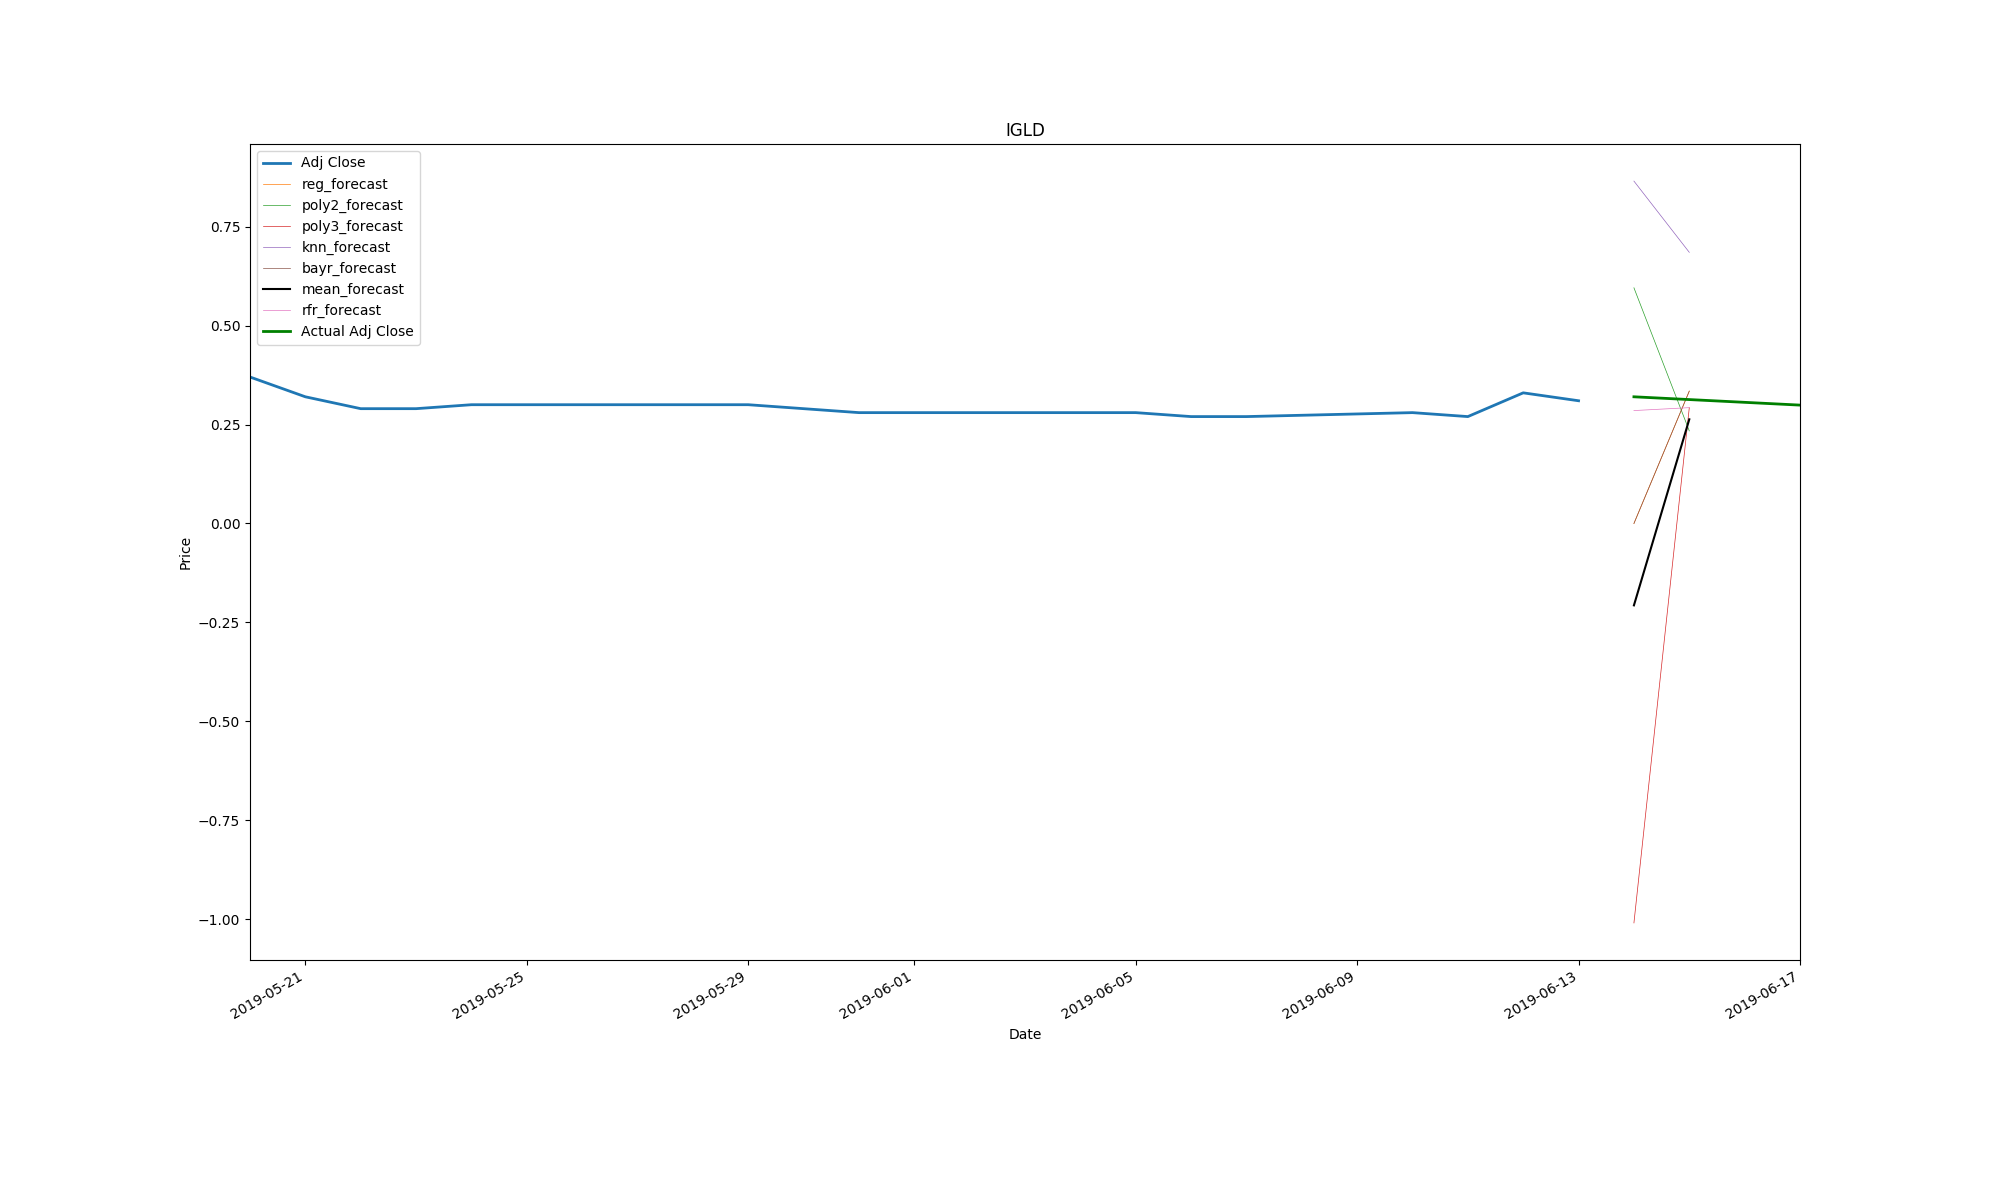 IGLD
Adj Close
reg_forecast
poly2_forecast
poly3_forecast
knn_forecast
bayr_forecast
mean_forecast
rfr_forecast
Actual Adj Close
0.75
0.50
0.25
0.00
−0.25
−0.50
−0.75
−1.00
Price
2019-05-21
2019-05-25
2019-05-29
2019-06-01
2019-06-05
2019-06-09
2019-06-13
2019-06-17
Date